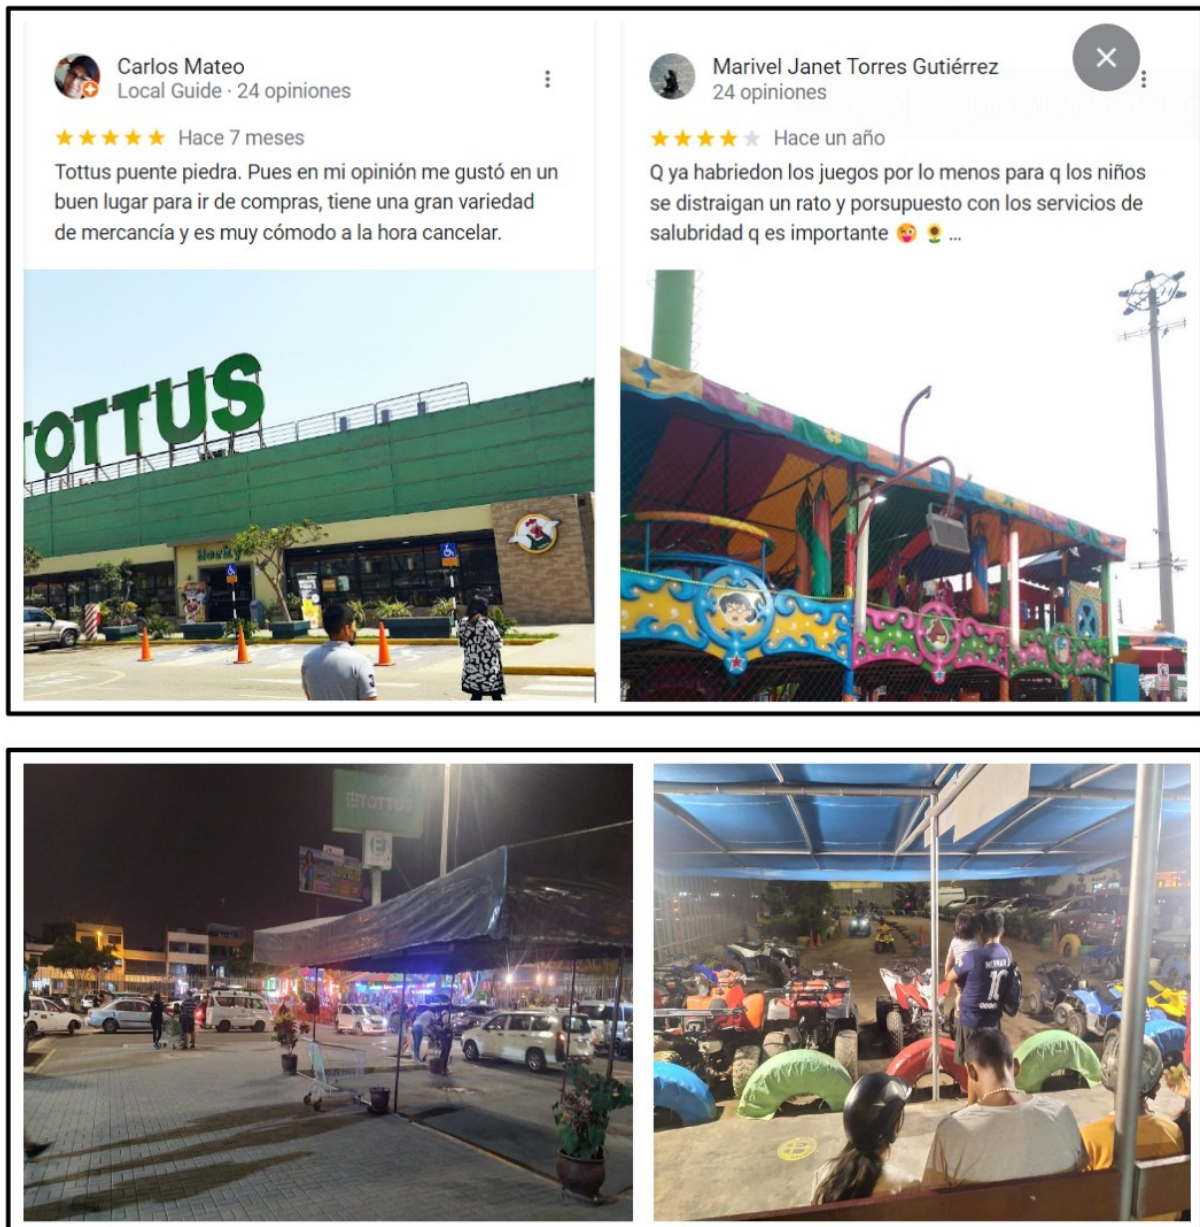 Carlos Mateo
Local Guide · 24 opiniones
Hace 7 meses
Tottus puente piedra. Pues en mi opinión me gustó en un
buen lugar para ir de compras, tiene una gran variedad
de mercancía y es muy cómodo a la hora cancelar.
TOTTUS
Marivel Janet Torres Gutiérrez
24 opiniones
Hace un año
Q ya habriedon los juegos por lo menos para q los niños
se distraigan un rato y porsupuesto con los servicios de
salubridad q es importante 😜 🌻 ...
TOTTUS
E
10